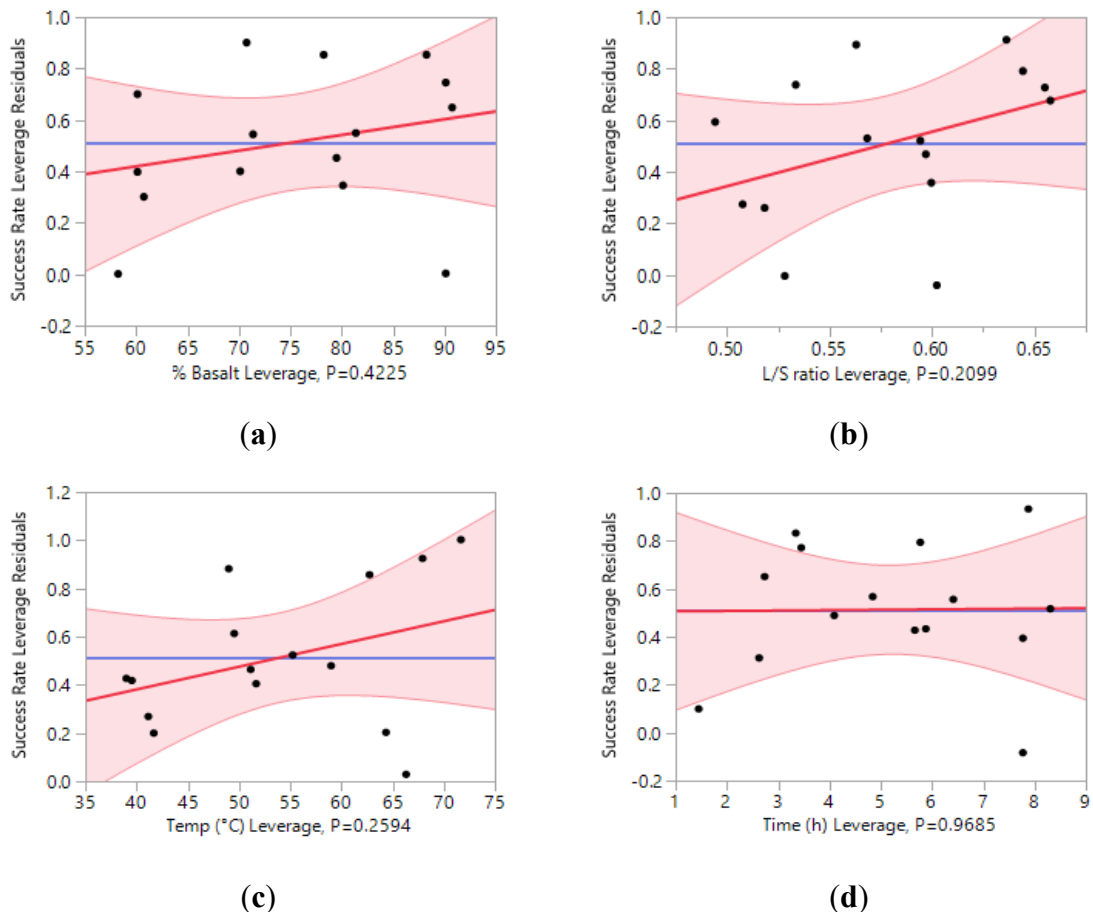 Success Rate Leverage Residuals
1.0
0.8
0.6
0.4
0.2
0.0
-0.2
55 60 65 70 75 80 85 90 95
% Basalt Leverage, P=0.4225
(a)
Success Rate Leverage Residuals
1.0
0.8
0.6
0.4
0.2
0.0
-0.2
0.50 0.55 0.60 0.65
L/S ratio Leverage, P=0.2099
(b)
Success Rate Leverage Residuals
1.2
1.0
0.8
0.6
0.4
0.2
0.0
35 40 45 50 55 60 65 70 75
Temp (°C) Leverage, P=0.2594
(c)
Success Rate Leverage Residuals
1.0
0.8
0.6
0.4
0.2
0.0
-0.2
1 2 3 4 5 6 7 8 9
Time (h) Leverage, P=0.9685
(d)